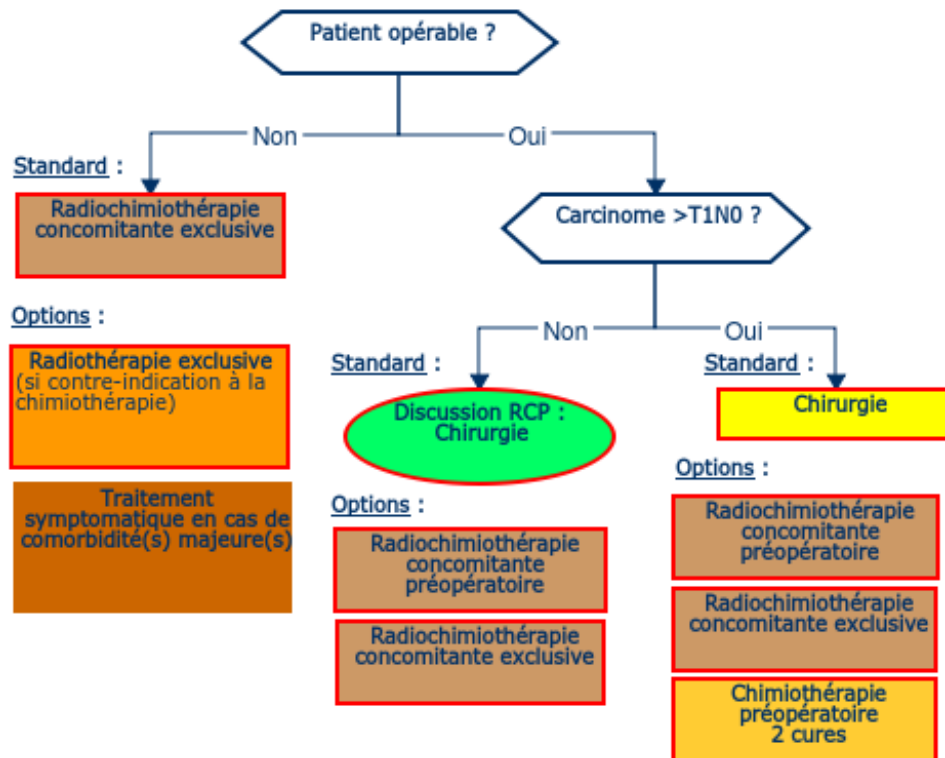 Patient opérable ?
Non
Oui
Standard :
Radiochimiothérapie
concomitante exclusive
Options :
Radiothérapie exclusive
(si contre-indication à la
chimiothérapie)
Traitement
symptomatique en cas de
comorbidité(s) majeure(s)
Carcinome >T1N0 ?
Non
Oui
Standard :
Discussion RCP :
Chirurgie
Options :
Radiochimiothérapie
concomitante
préopératoire
Radiochimiothérapie
concomitante exclusive
Standard :
Chirurgie
Options :
Radiochimiothérapie
concomitante
préopératoire
Radiochimiothérapie
concomitante exclusive
Chimiothérapie
préopératoire
2 cures